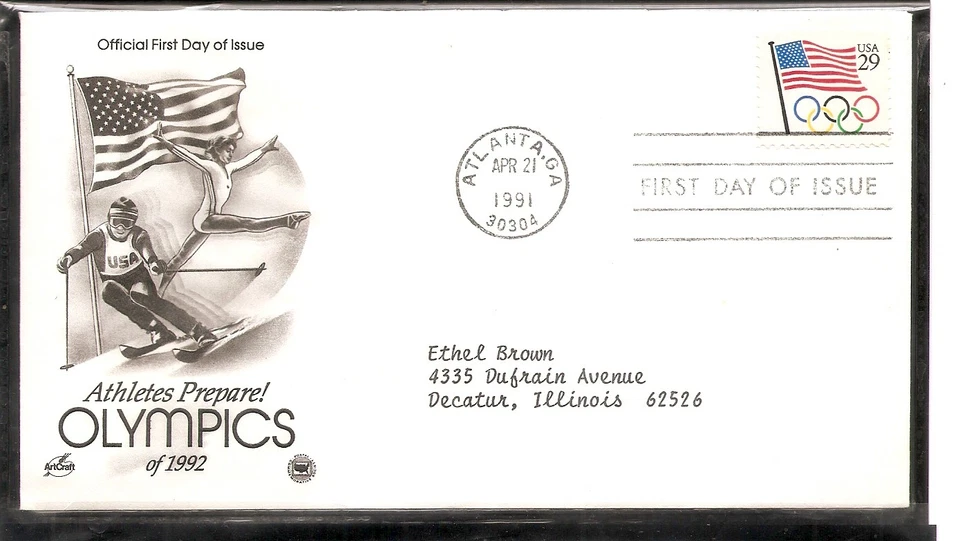 Official First Day of Issue
USA
29
ATLANTA, GA
APR 21
1991
30304
FIRST DAY OF ISSUE
USA
Ethel Brown
4335 Dufrain Avenue
Decatur, Illinois 62526
Athletes Prepare!
OLYMPICS
of 1992
ArtCraft